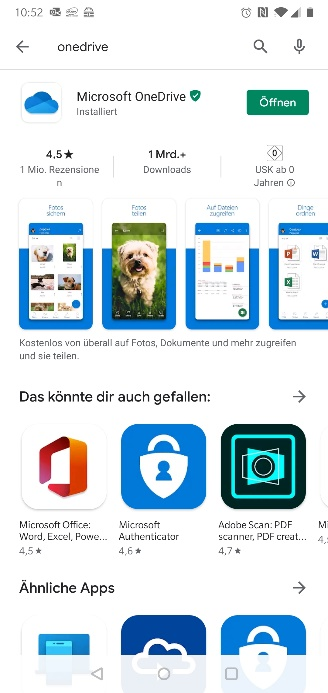 10:52
onedrive
Microsoft OneDrive
Installiert
Öffnen
4,5★
1 Mio. Rezensione
n
1 Mrd.+
Downloads
0
USK ab 0
Jahren
Fotos
sichern
Fotos
teilen
Auf Dateien
zugreifen
Dinge
ordnen
Kostenlos von überall auf Fotos, Dokumente und mehr zugreifen
und sie teilen.
Das könnte dir auch gefallen:
Microsoft Office:
Word, Excel, Powe...
4,5★
Microsoft
Authenticator
4,6★
Adobe Scan: PDF
scanner, PDF creat...
4,7★
Ähnliche Apps